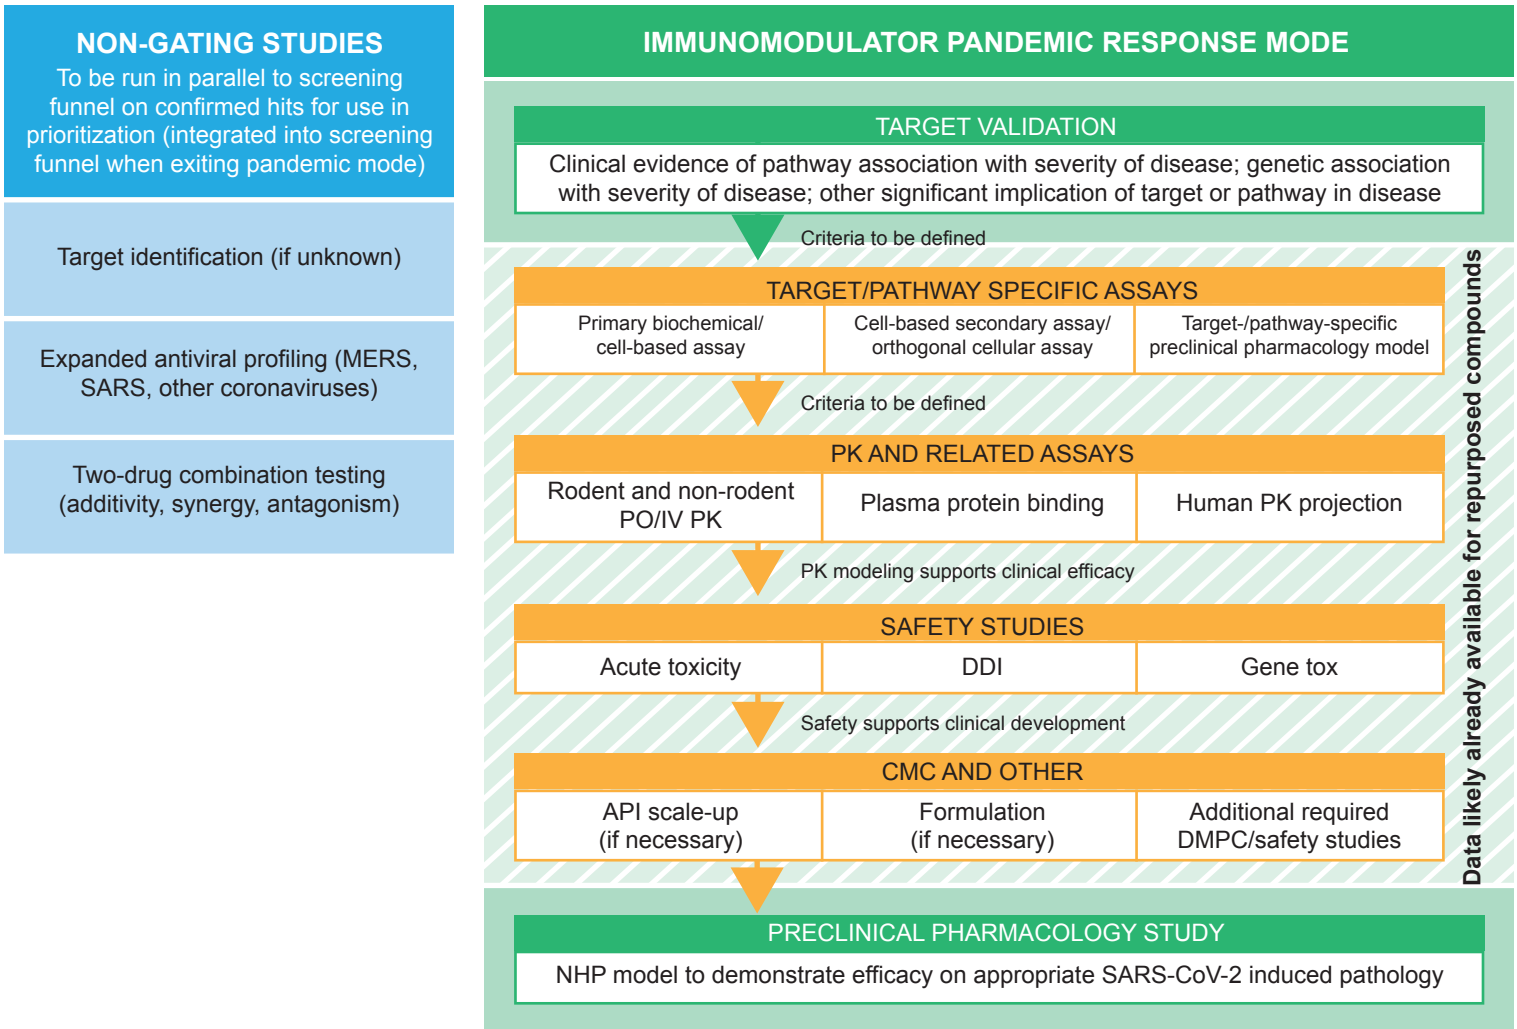 NON-GATING STUDIES
To be run in parallel to screening
funnel on confirmed hits for use in
prioritization (integrated into screening
funnel when exiting pandemic mode)
Target identification (if unknown)
Expanded antiviral profiling (MERS,
SARS, other coronaviruses)
Two-drug combination testing
(additivity, synergy, antagonism)
IMMUNOMODULATOR PANDEMIC RESPONSE MODE
TARGET VALIDATION
Clinical evidence of pathway association with severity of disease; genetic association
with severity of disease; other significant implication of target or pathway in disease
Criteria to be defined
TARGET/PATHWAY SPECIFIC ASSAYS
Primary biochemical/
cell-based assay
Cell-based secondary assay/
orthogonal cellular assay
Target-/pathway-specific
preclinical pharmacology model
Criteria to be defined
PK AND RELATED ASSAYS
Rodent and non-rodent
PO/IV PK
Plasma protein binding
Human PK projection
PK modeling supports clinical efficacy
SAFETY STUDIES
Acute toxicity
DDI
Gene tox
Safety supports clinical development
CMC AND OTHER
API scale-up
(if necessary)
Formulation
(if necessary)
Additional required
DMPC/safety studies
Data likely already available for repurposed compounds
PRECLINICAL PHARMACOLOGY STUDY
NHP model to demonstrate efficacy on appropriate SARS-CoV-2 induced pathology